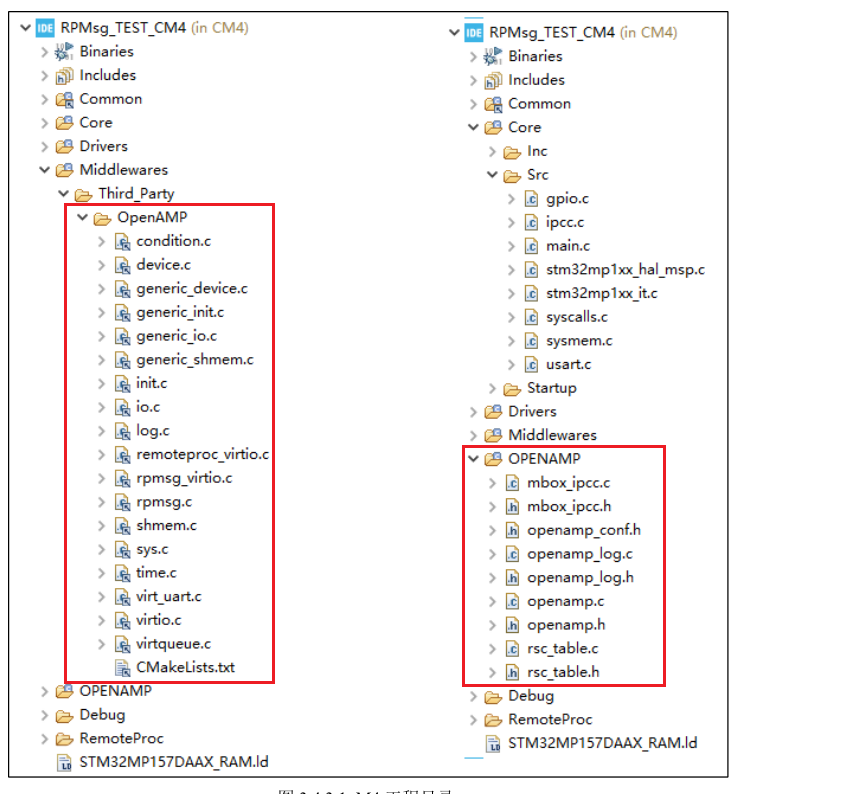 RPMsg_TEST_CM4 (in CM4)
Binaries
Includes
Common
Core
Drivers
Middlewares
Third_Party
OpenAMP
condition.c
device.c
generic_device.c
generic_init.c
generic_io.c
generic_shmem.c
init.c
io.c
log.c
remoteproc_virtio.c
rpmsg_virtio.c
rpmsg.c
shmem.c
sys.c
time.c
virt_uart.c
virtio.c
virtqueue.c
CMakeLists.txt
OPENAMP
Debug
RemoteProc
STM32MP157DAAX_RAM.ld
RPMsg_TEST_CM4 (in CM4)
Binaries
Includes
Common
Core
Inc
Src
gpio.c
ipcc.c
main.c
stm32mp1xx_hal_msp.c
stm32mp1xx_it.c
syscalls.c
sysmem.c
usart.c
Startup
Drivers
Middlewares
OPENAMP
mbox_ipcc.c
mbox_ipcc.h
openamp_conf.h
openamp_log.c
openamp_log.h
openamp.c
openamp.h
rsc_table.c
rsc_table.h
Debug
RemoteProc
STM32MP157DAAX_RAM.ld